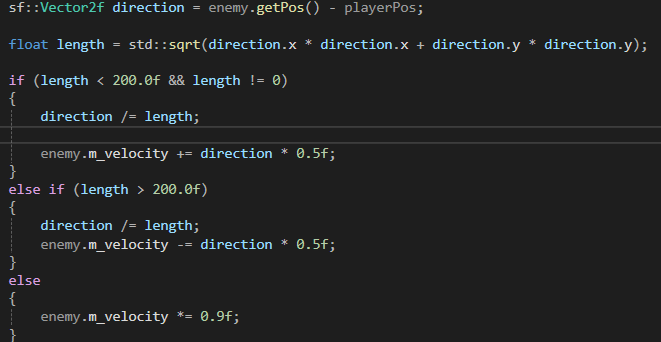 sf::Vector2f direction = enemy.getPos() - playerPos;
float length = std::sqrt(direction.x * direction.x + direction.y * direction.y);
if (length < 200.0f && length != 0)
{
direction /= length;
enemy.m_velocity += direction * 0.5f;
}
else if (length > 200.0f)
{
direction /= length;
enemy.m_velocity -= direction * 0.5f;
}
else
{
enemy.m_velocity *= 0.9f;
}